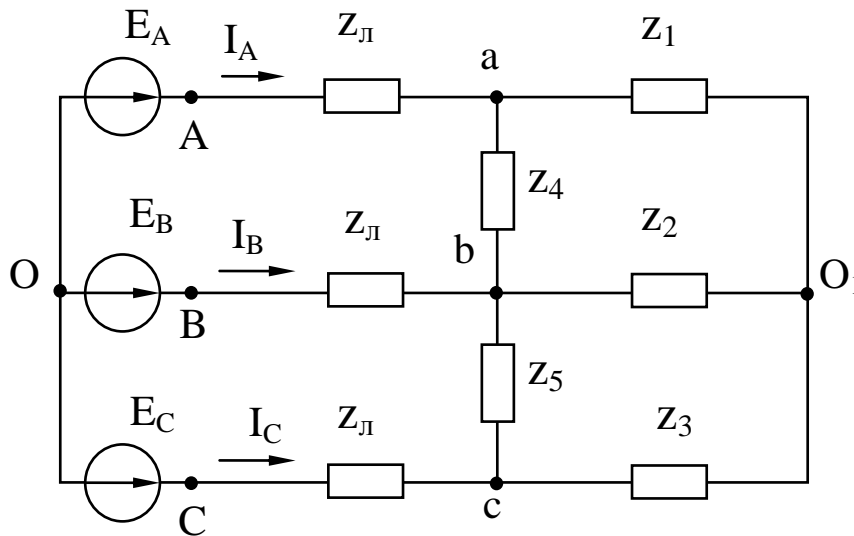 E_A I_A z_л a z_1
A z_4
E_B I_B z_л b z_2
O O_1
B z_5
E_C I_C z_л z_3
C c